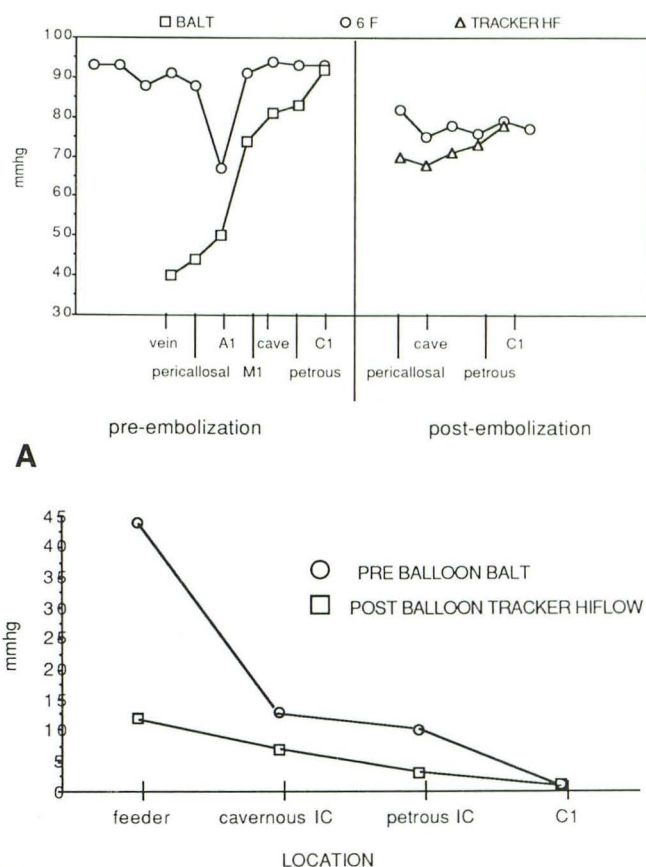 BALT 6 F TRACKER HF
100
90
80
70
60
50
40
30
mmhg
vein A1 cave C1 cave C1
pericallosal M1 petrous pericallosal petrous
pre-embolization post-embolization
A
45
40
35
30
25
20
15
10
5
0
mmhg
PRE BALLOON BALT
POST BALLOON TRACKER HIFLOW
feeder cavernous IC petrous IC C1
LOCATION